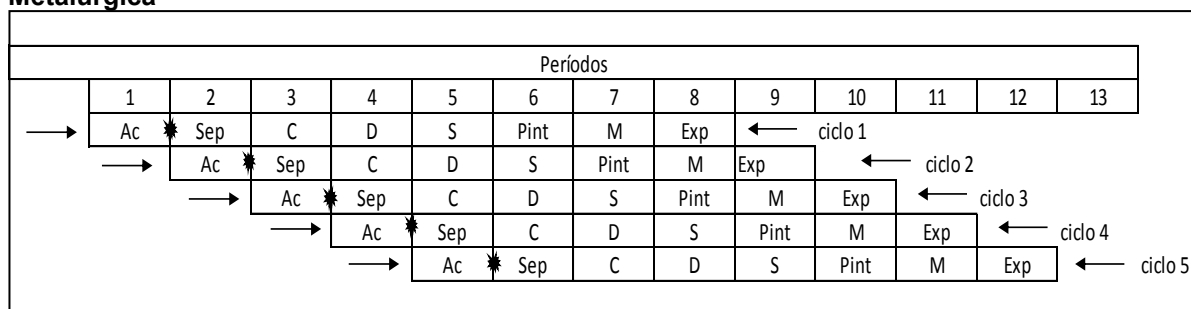 Metalúrgica
Períodos
1 2 3 4 5 6 7 8 9 10 11 12 13
Ac Sep C D S Pint M Exp ciclo 1
Ac Sep C D S Pint M Exp ciclo 2
Ac Sep C D S Pint M Exp ciclo 3
Ac Sep C D S Pint M Exp ciclo 4
Ac Sep C D S Pint M Exp ciclo 5